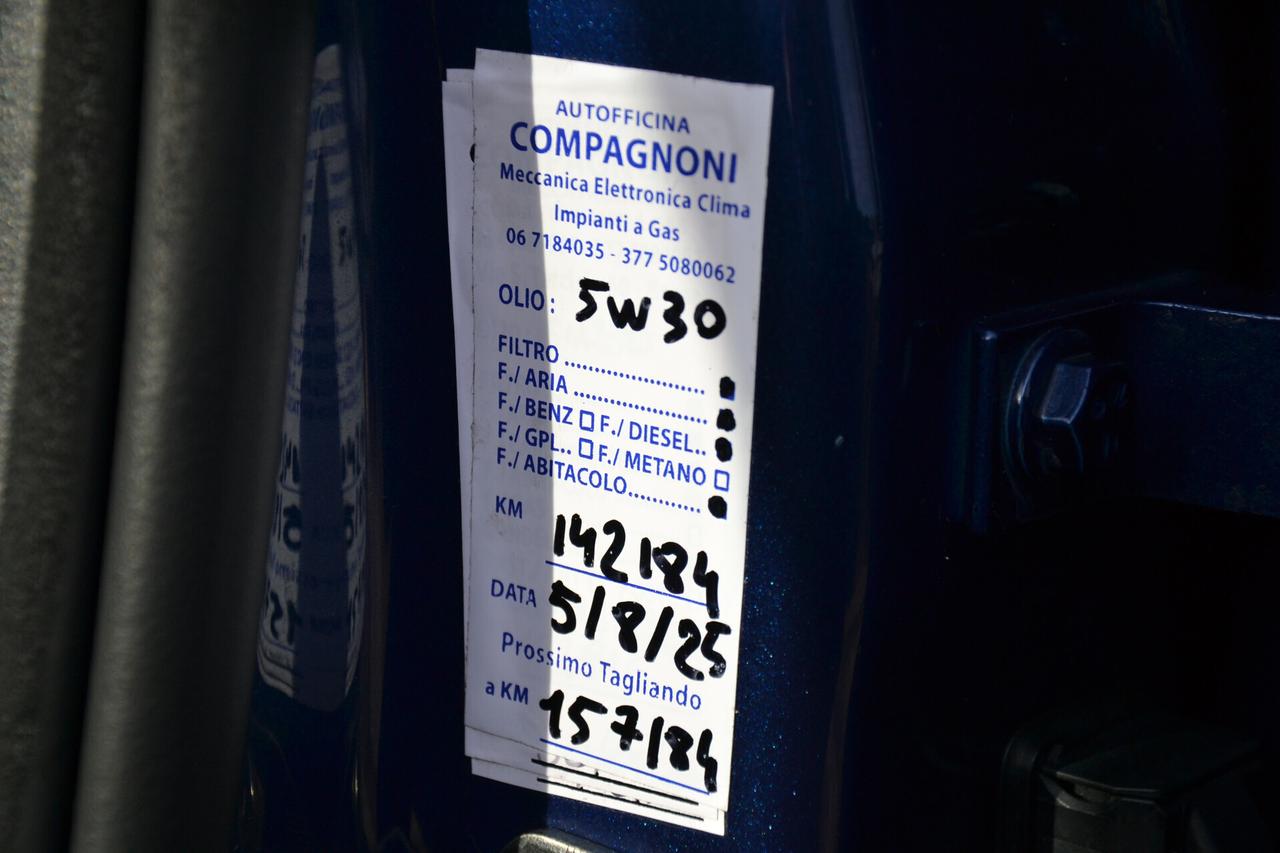 AUTOFFICINA
COMPAGNONI
Meccanica Elettronica Clima
Impianti a Gas
06 7184035 - 377 5080062
OLIO: 5W30
FILTRO ........................
F./ ARIA ........................
F./ BENZ □ F./ DIESEL..
F./ GPL.. □ F./ METANO □
F./ ABITACOLO.............
KM 142184
DATA 5/8/25
Prossimo Tagliando
a KM 157184